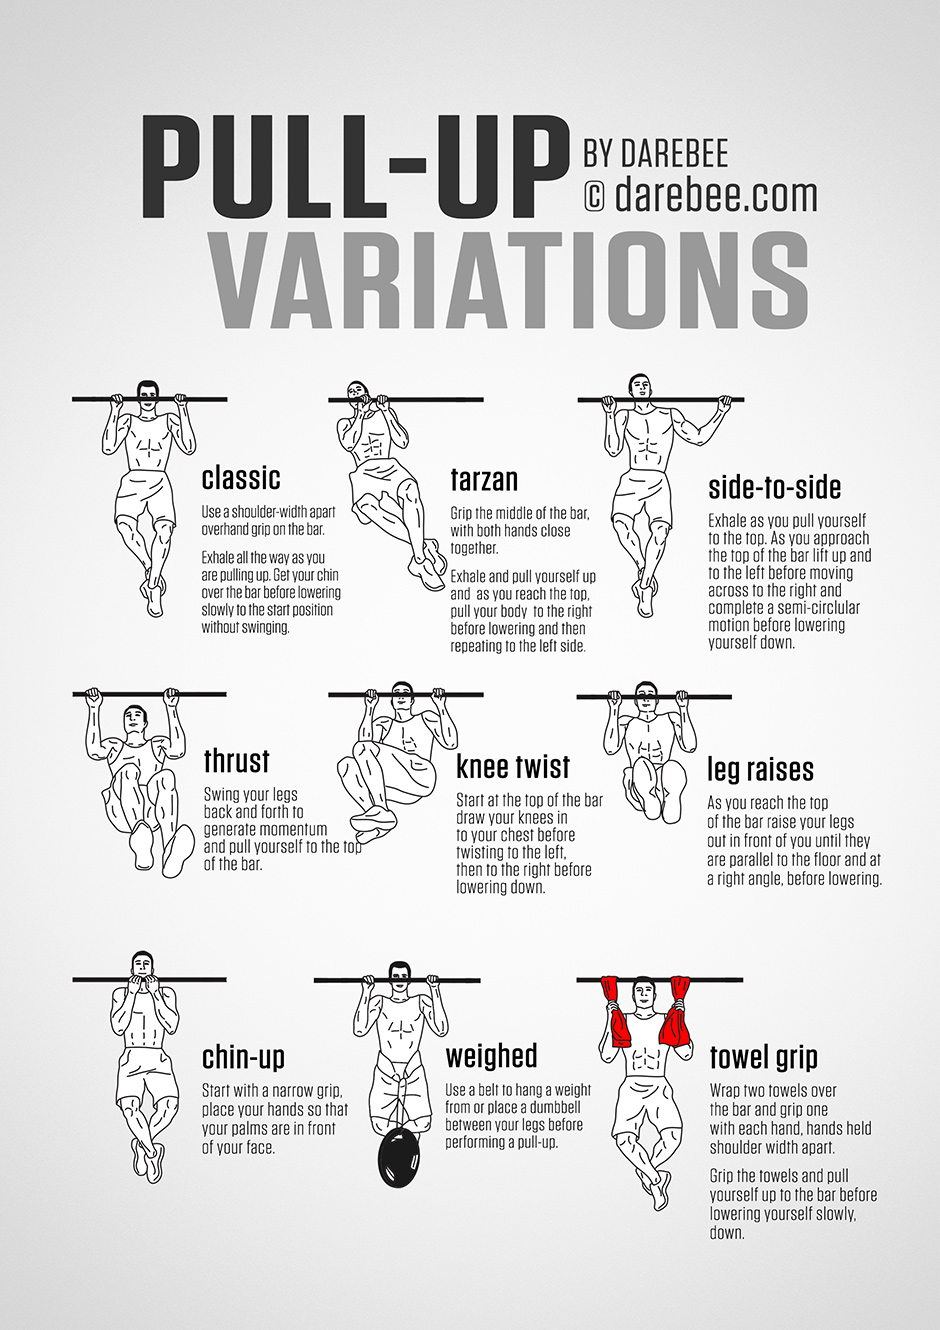 PULL-UP
BY DAREBEE
© darebee.com
VARIATIONS
classic
Use a shoulder-width apart
overhand grip on the bar.
Exhale all the way as you
are pulling up. Get your chin
over the bar before lowering
slowly to the start position
without swinging.
tarzan
Grip the middle of the bar,
with both hands close
together.
Exhale and pull yourself up
and as you reach the top,
pull your body to the right
before lowering and then
repeating to the left side.
side-to-side
Exhale as you pull yourself
to the top. As you approach
the top of the bar lift up and
to the left before moving
across to the right and
complete a semi-circlular
motion before lowering
yourself down.
thrust
Swing your legs
back and forth to
generate momentum
and pull yourself to the top
of the bar.
knee twist
Start at the top of the bar
draw your knees in
to your chest before
twisting to the left,
then to the right before
lowering down.
leg raises
As you reach the top
of the bar raise your legs
out in front of you until they
are parallel to the floor and at
a right angle, before lowering.
chin-up
Start with a narrow grip,
place your hands so that
your palms are in front
of your face.
weighed
Use a belt to hang a weight
from or place a dumbbell
between your legs before
performing a pull-up.
towel grip
Wrap two towels over
the bar and grip one
with each hand, hands held
shoulder width apart.
Grip the towels and pull
yourself up to the bar before
lowering yourself slowly,
down.